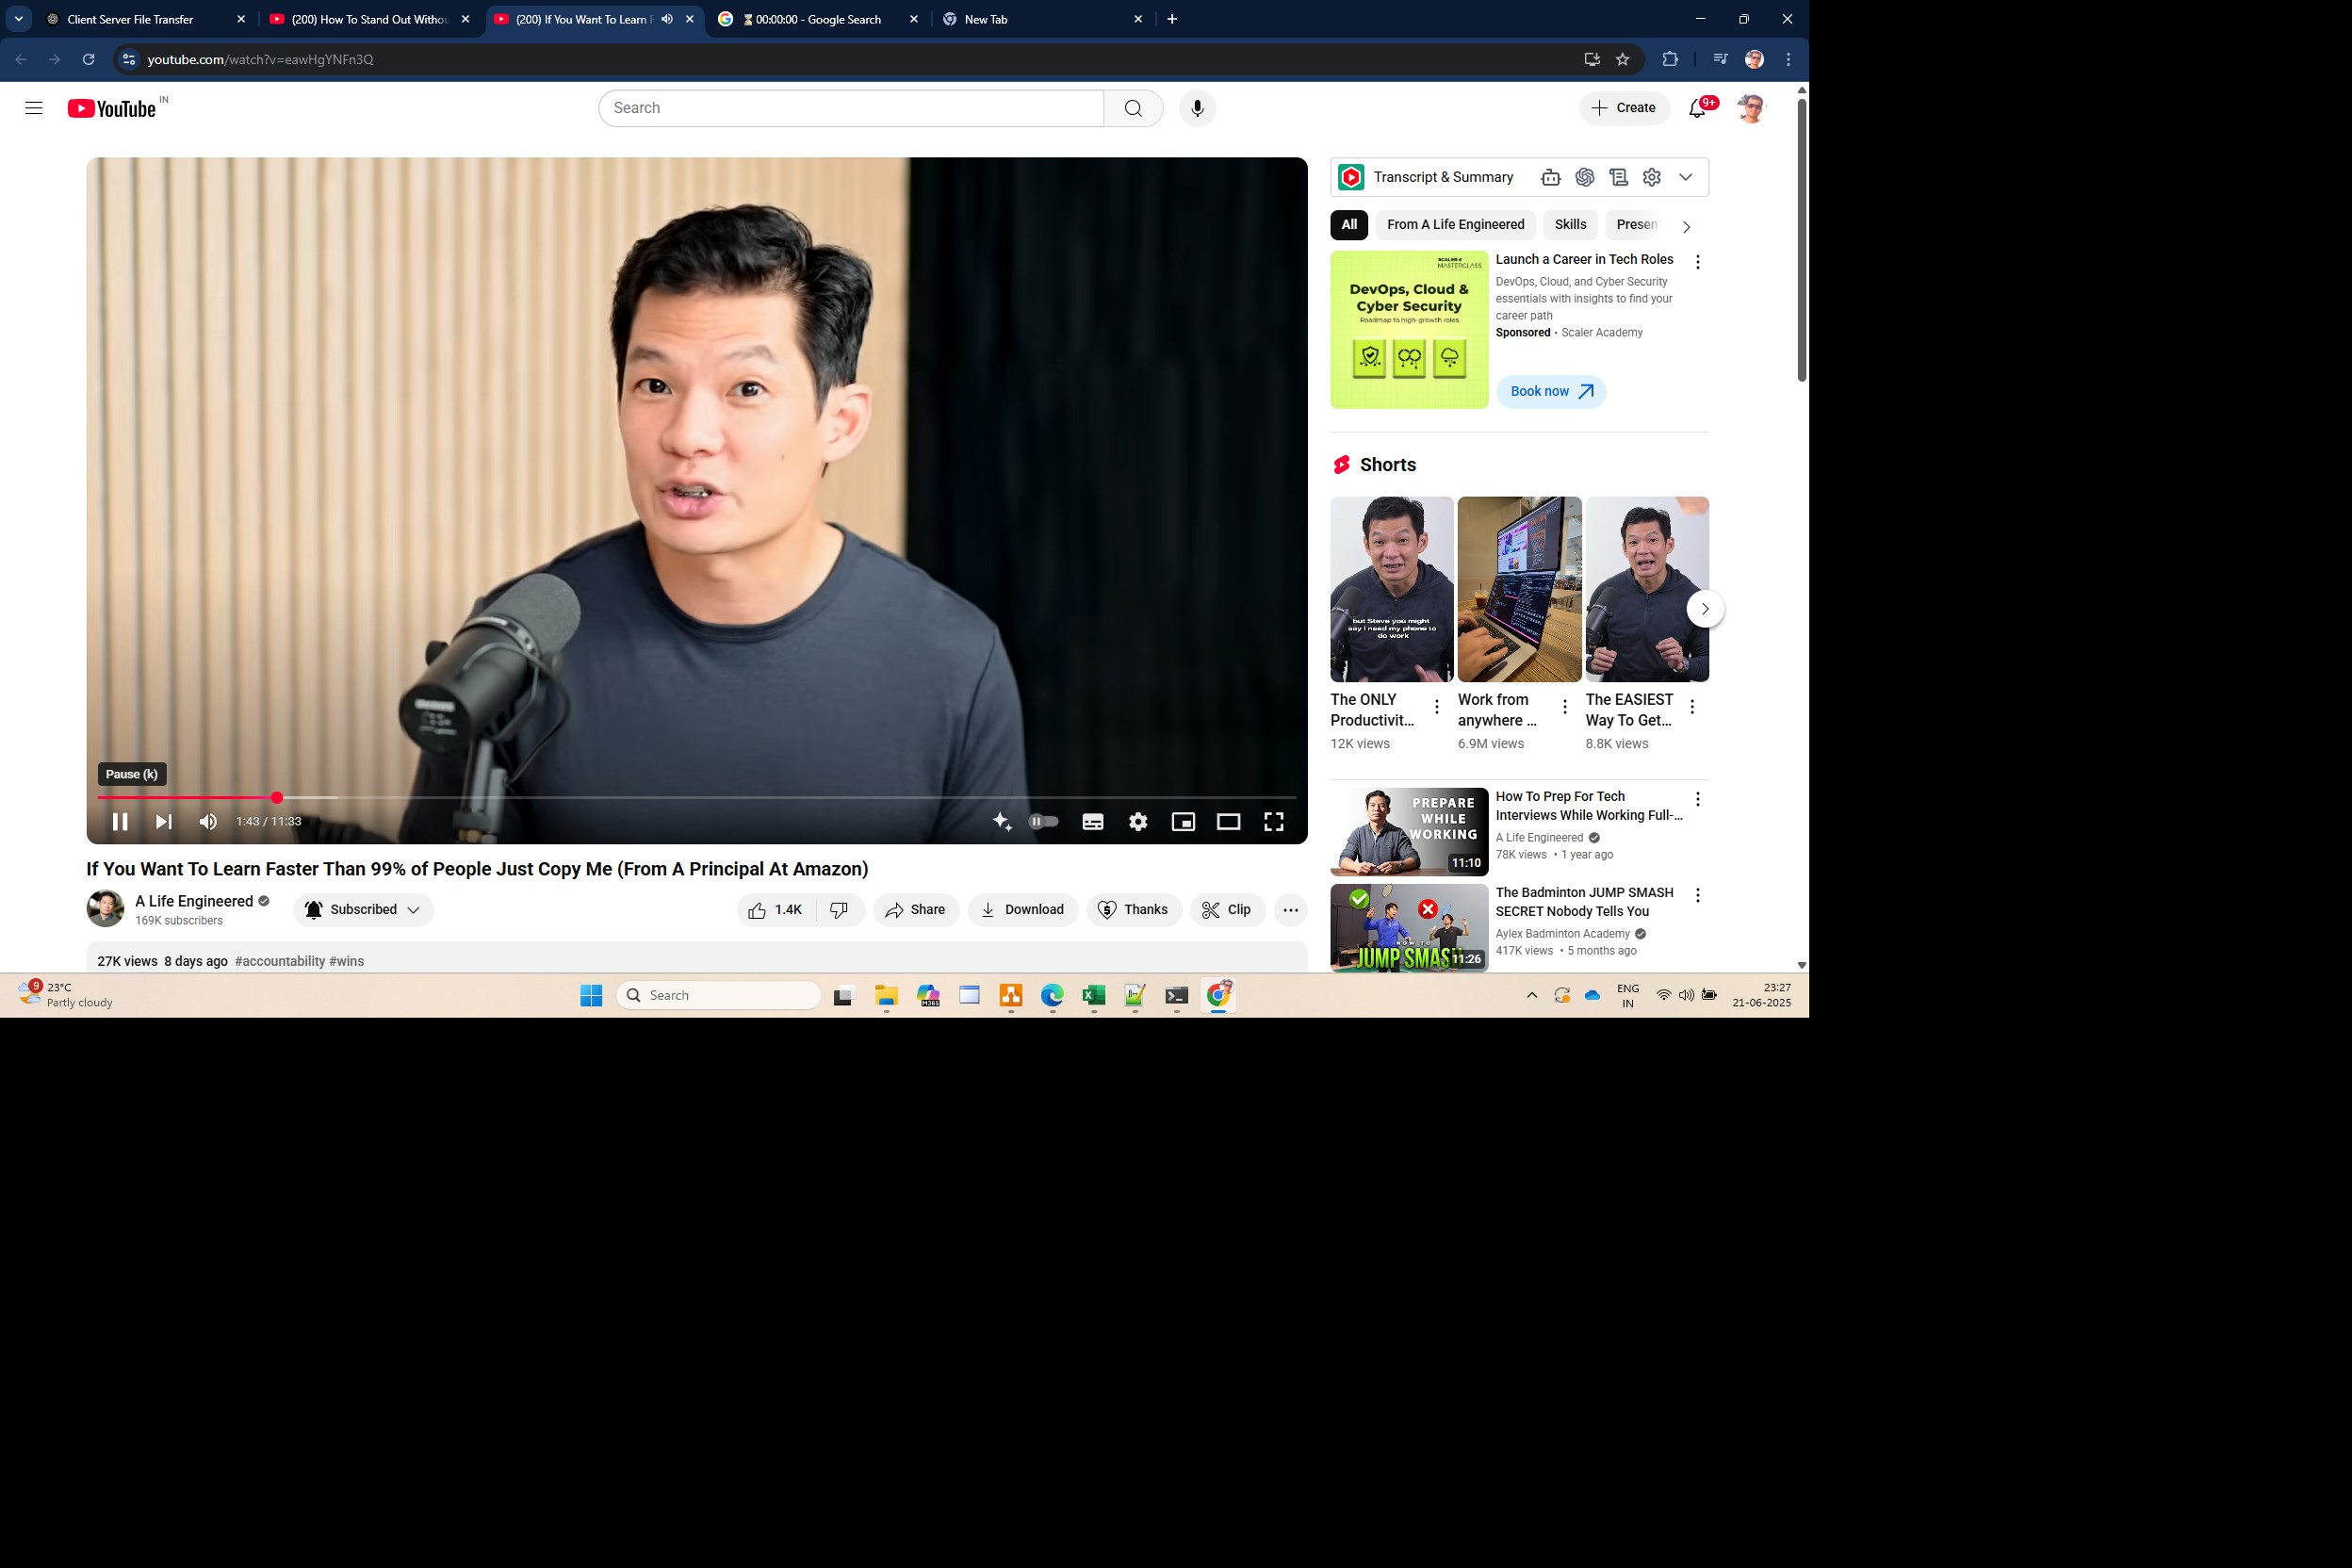 Client Server File Transfer
(200) How To Stand Out Withou
(200) If You Want To Learn F
⌛ 00:00:00 - Google Search
New Tab
youtube.com/watch?v=eawHgYNFn3Q
YouTube IN
Search
Create
9+
Transcript & Summary
All
From A Life Engineered
Skills
Presen
SCALER
MASTERCLASS
DevOps, Cloud &
Cyber Security
Roadmap to high-growth roles
Launch a Career in Tech Roles
DevOps, Cloud, and Cyber Security
essentials with insights to find your
career path
Sponsored · Scaler Academy
Book now
Shorts
but Steve you might
say I need my phone to
do work
The ONLY
Productivit...
12K views
Work from
anywhere ...
6.9M views
The EASIEST
Way To Get...
8.8K views
Pause (k)
1:43 / 11:33
PREPARE
WHILE
WORKING
11:10
How To Prep For Tech
Interviews While Working Full-...
A Life Engineered
78K views • 1 year ago
HOW TO
JUMP SMASH
11:26
The Badminton JUMP SMASH
SECRET Nobody Tells You
Aylex Badminton Academy
417K views • 5 months ago
If You Want To Learn Faster Than 99% of People Just Copy Me (From A Principal At Amazon)
A Life Engineered
169K subscribers
Subscribed
1.4K
Share
Download
Thanks
Clip
27K views 8 days ago #accountability #wins
9
23°C
Partly cloudy
Search
M365
ENG
IN
23:27
21-06-2025